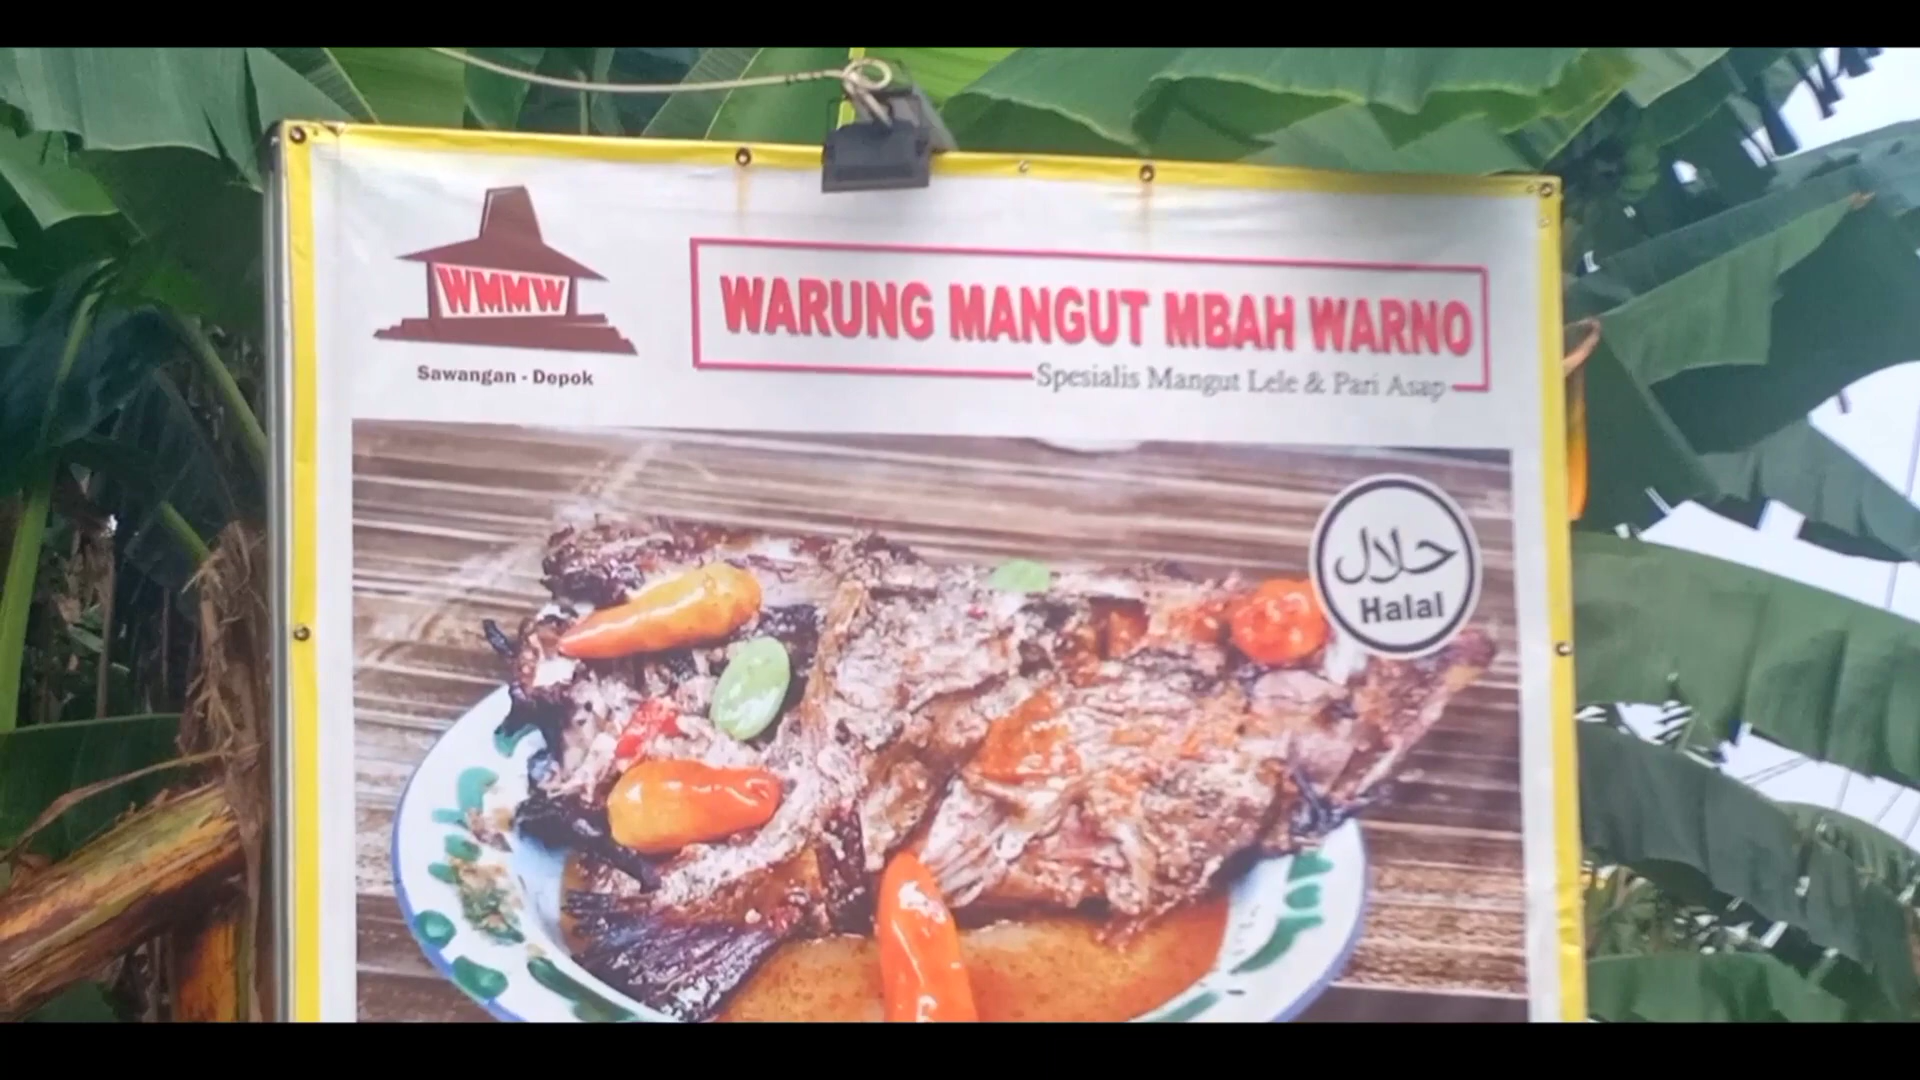 WMMW
Sawangan - Depok
WARUNG MANGUT MBAH WARNO
Spesialis Mangut Lele & Pari Asap
حلال
Halal